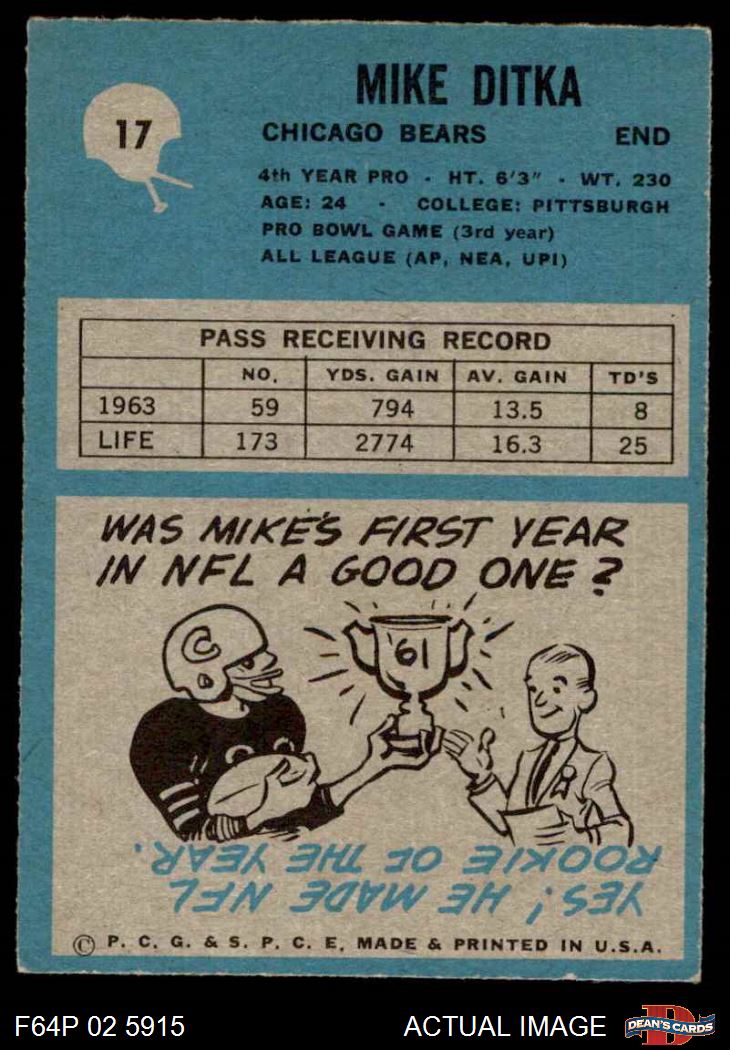 17
MIKE DITKA
CHICAGO BEARS END
4th YEAR PRO - HT. 6'3" - WT. 230
AGE: 24 - COLLEGE: PITTSBURGH
PRO BOWL GAME (3rd year)
ALL LEAGUE (AP, NEA, UPI)
PASS RECEIVING RECORD
NO. YDS. GAIN AV. GAIN TD'S
1963 59 794 13.5 8
LIFE 173 2774 16.3 25
WAS MIKE'S FIRST YEAR
IN NFL A GOOD ONE?
C
'61
YES! HE MADE NFL
ROOKIE OF THE YEAR.
© P. C. G. & S. P. C. E. MADE & PRINTED IN U.S.A.
F64P 02 5915 ACTUAL IMAGE D DEAN'S CARDS